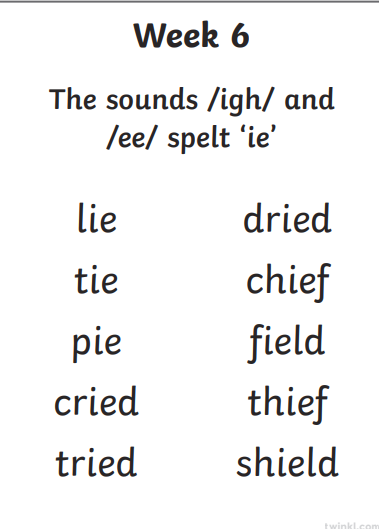 Week 6
The sounds /igh/ and
/ee/ spelt ‘ie’
lie dried
tie chief
pie field
cried thief
tried shield
twinkl.com